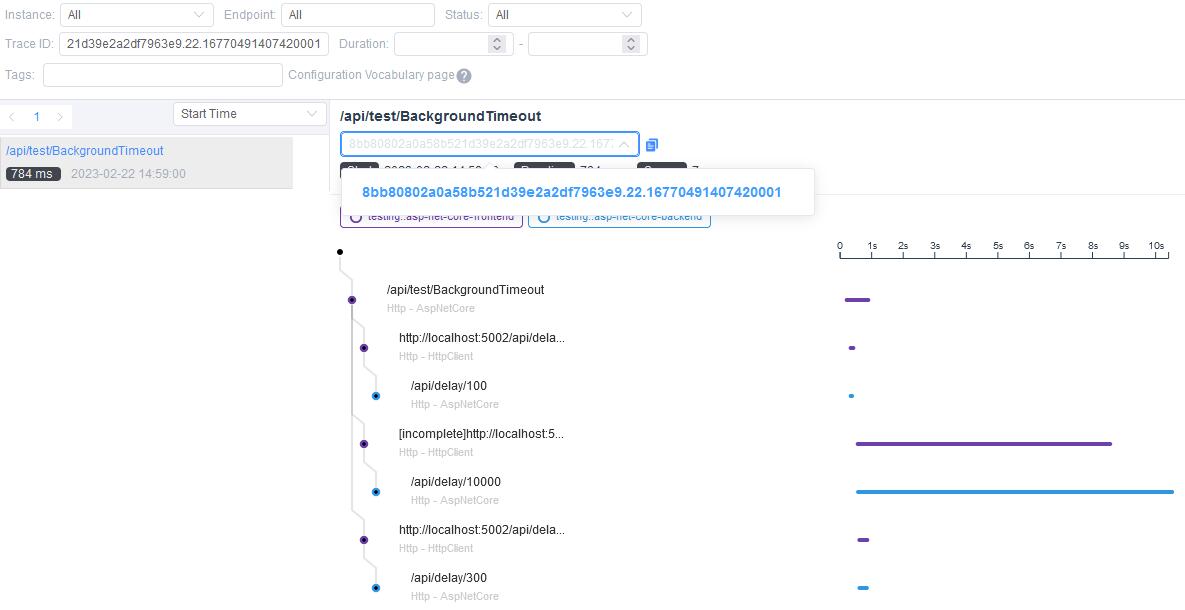 Instance: All Endpoint: All Status: All
Trace ID: 21d39e2a2df7963e9.22.16770491407420001 Duration: -
Tags: Configuration Vocabulary page ?
1 Start Time
/api/test/BackgroundTimeout
784 ms 2023-02-22 14:59:00
/api/test/BackgroundTimeout
8bb80802a0a58b521d39e2a2df7963e9.22.1677
8bb80802a0a58b521d39e2a2df7963e9.22.16770491407420001
testing::asp-net-core-frontend testing::asp-net-core-backend
0 1s 2s 3s 4s 5s 6s 7s 8s 9s 10s
/api/test/BackgroundTimeout
Http - AspNetCore
http://localhost:5002/api/dela...
Http - HttpClient
/api/delay/100
Http - AspNetCore
[incomplete]http://localhost:5...
Http - HttpClient
/api/delay/10000
Http - AspNetCore
http://localhost:5002/api/dela...
Http - HttpClient
/api/delay/300
Http - AspNetCore